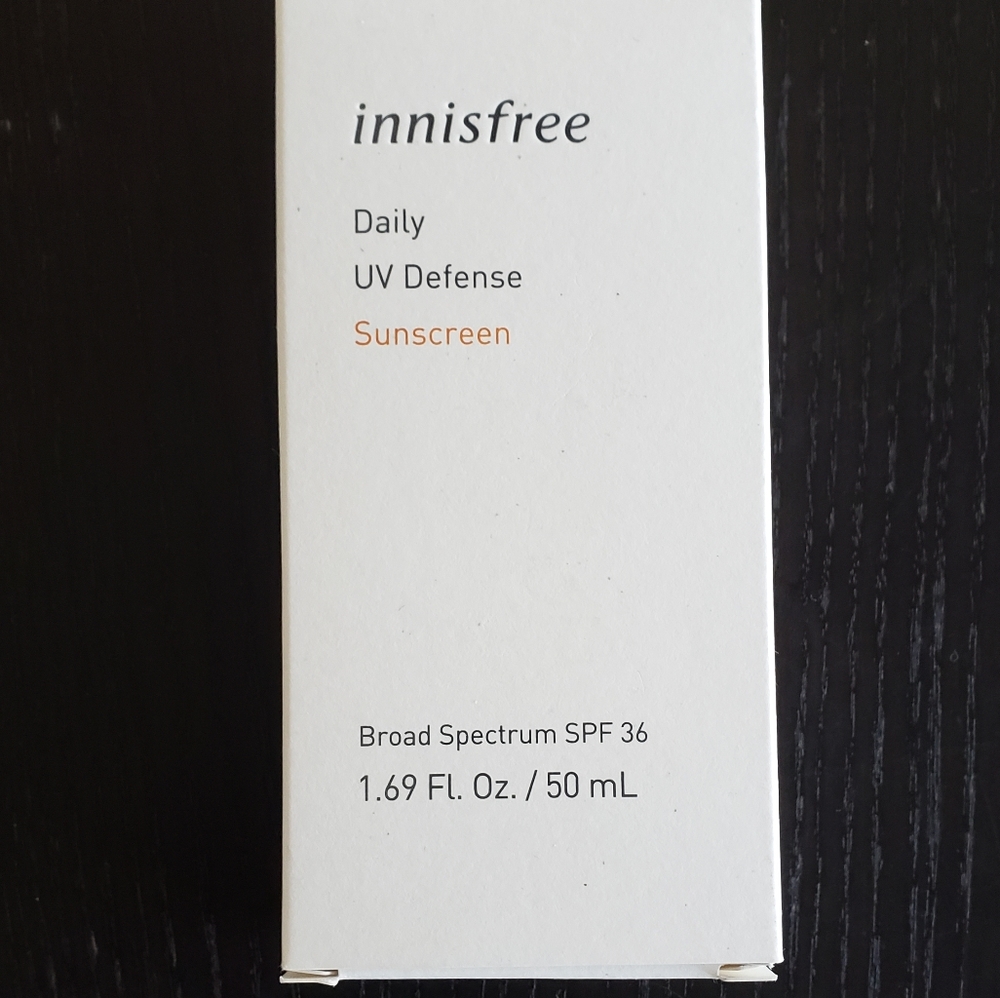 innisfree
Daily
UV Defense
Sunscreen
Broad Spectrum SPF 36
1.69 Fl. Oz. / 50 mL